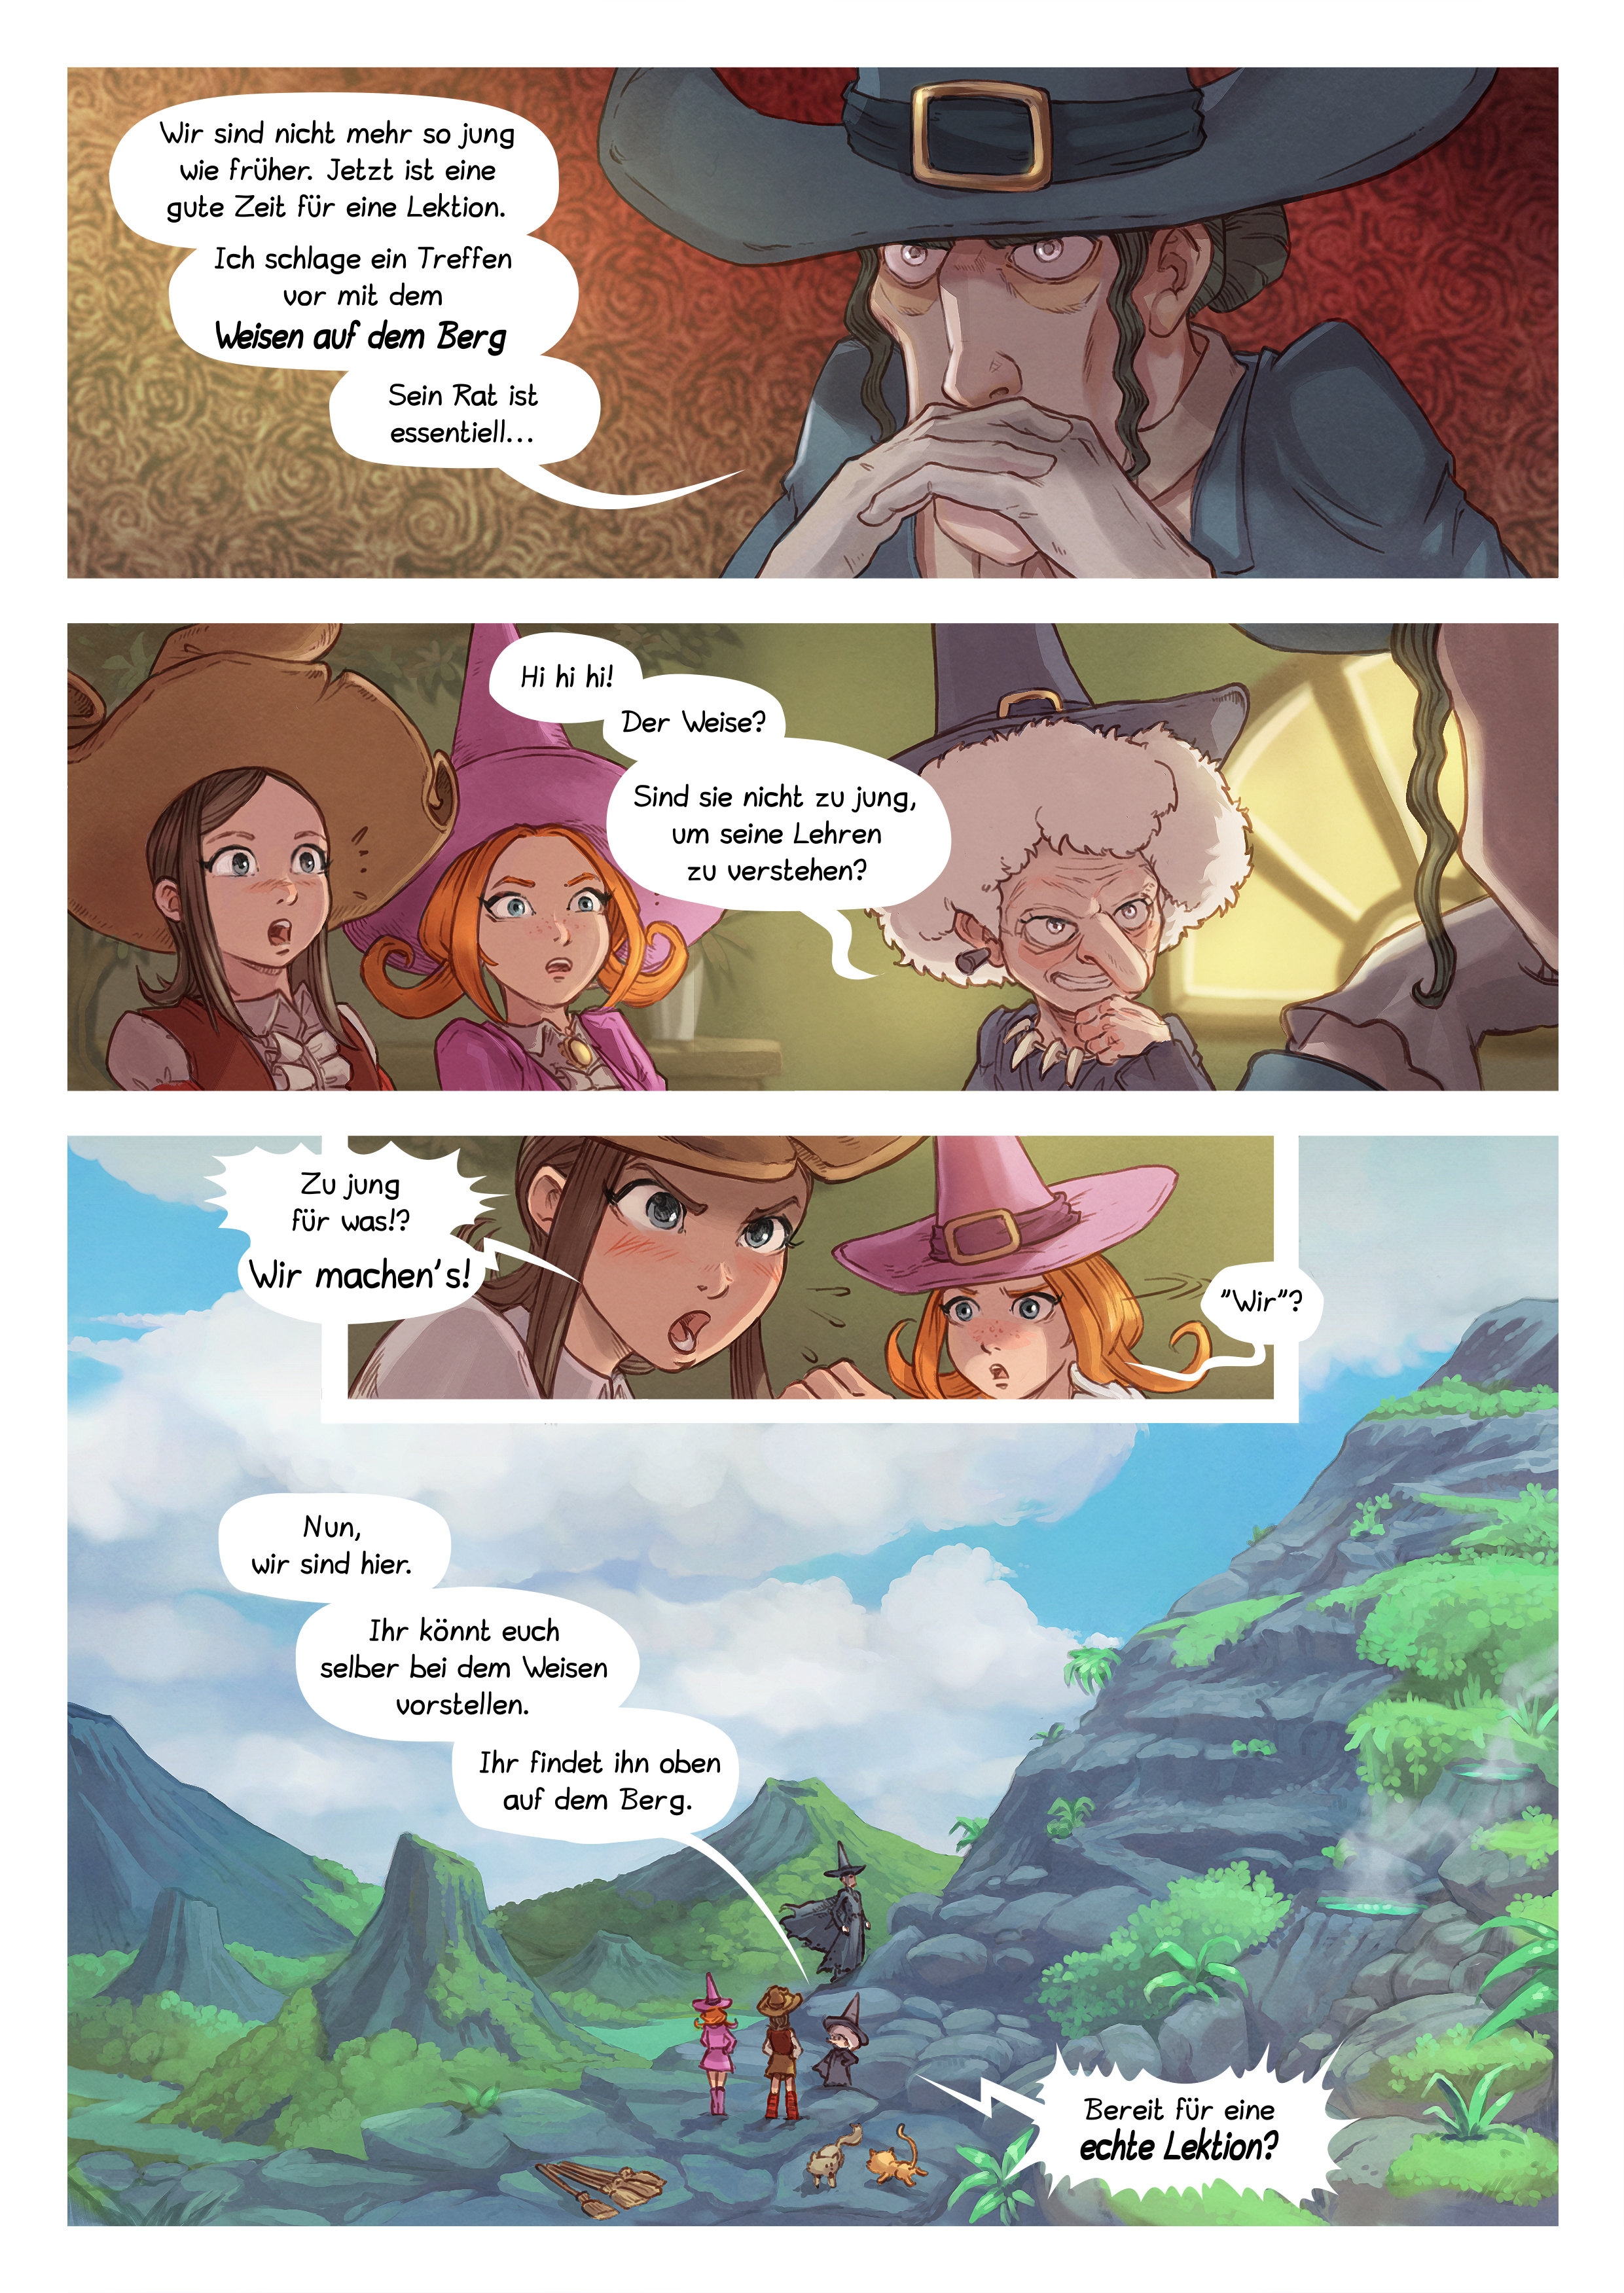 Wir sind nicht mehr so jung
wie früher. Jetzt ist eine
gute Zeit für eine Lektion.
Ich schlage ein Treffen
vor mit dem
Weisen auf dem Berg
Sein Rat ist
essentiell...
Hi hi hi!
Der Weise?
Sind sie nicht zu jung,
um seine Lehren
zu verstehen?
Zu jung
für was!?
Wir machen's!
"Wir"?
Nun,
wir sind hier.
Ihr könnt euch
selber bei dem Weisen
vorstellen.
Ihr findet ihn oben
auf dem Berg.
Bereit für eine
echte Lektion?